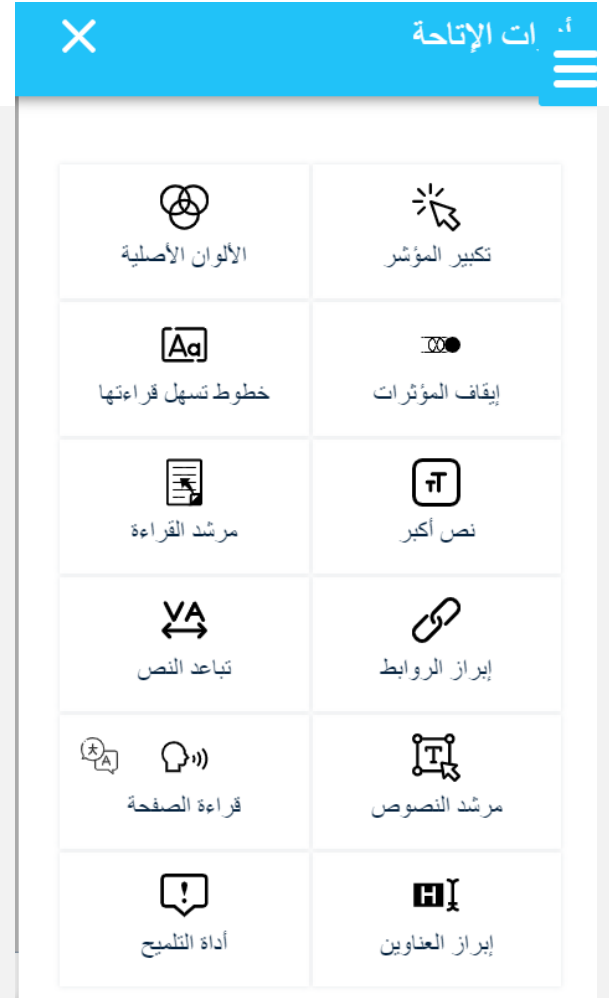 ات الإتاحة
تكبير المؤشر
الألوان الأصلية
إيقاف المؤثرات
خطوط تسهل قراءتها
نص أكبر
مرشد القراءة
إبراز الروابط
تباعد النص
مرشد النصوص
قراءة الصفحة
إبراز العناوين
أداة التلميح